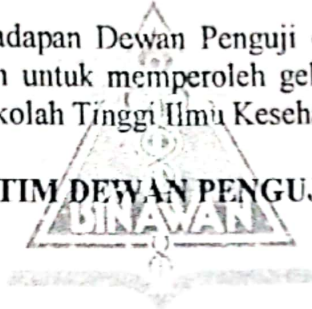 adapan Dewan Penguji
n untuk memperoleh gel
kolah Tinggi Ilmu Keseh
TIM DEWAN PENGUJ
BINAWAN